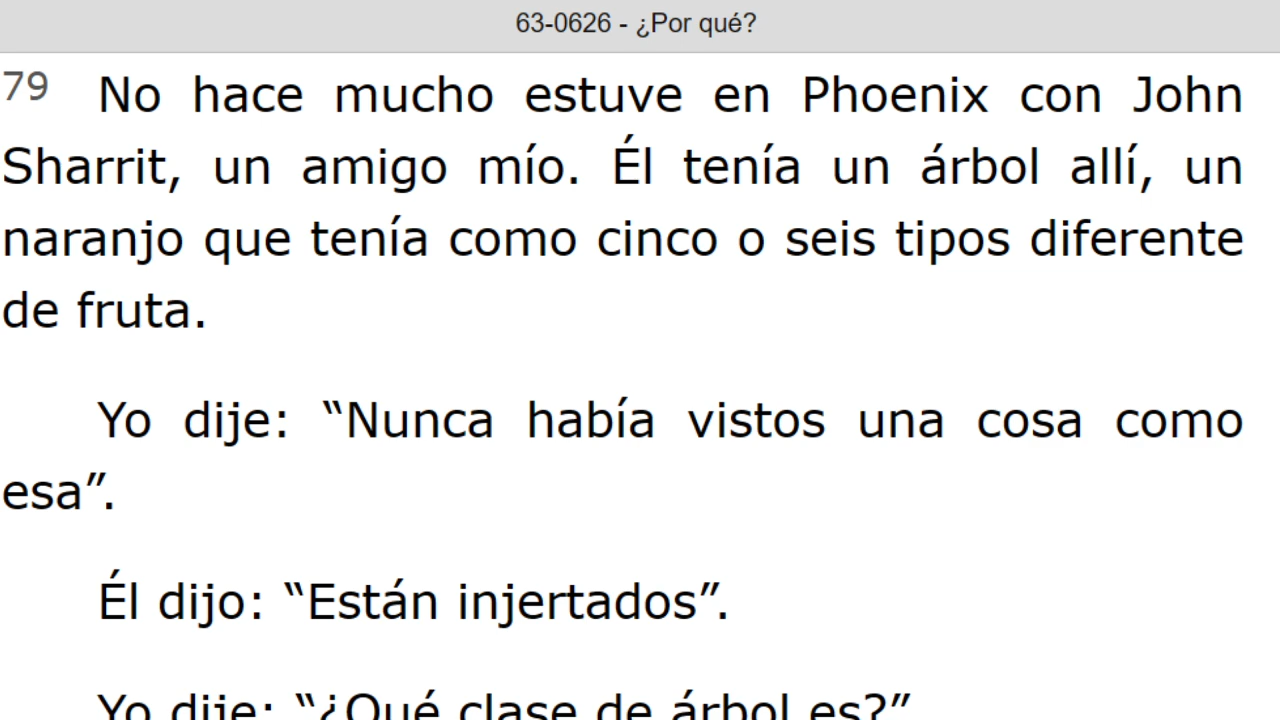 63-0626 - ¿Por qué?
79 No hace mucho estuve en Phoenix con John
Sharrit, un amigo mío. Él tenía un árbol allí, un
naranjo que tenía como cinco o seis tipos diferente
de fruta.
Yo dije: “Nunca había vistos una cosa como
esa”.
Él dijo: “Están injertados”.
Yo dije: “¿Qué clase de árbol es?”